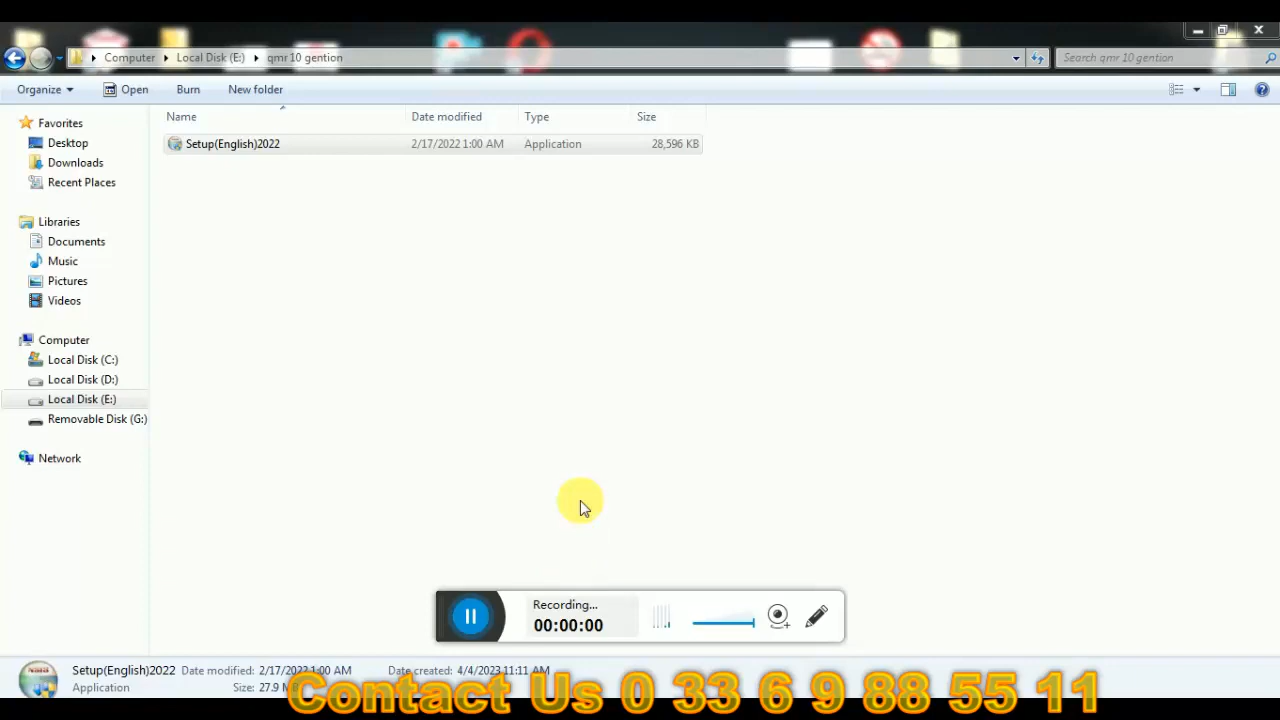 Computer Local Disk (E:) qmr 10 gention Search qmr 10 gention
Organize Open Burn New folder
Name Date modified Type Size
Setup(English)2022 2/17/2022 1:00 AM Application 28,596 KB
Favorites
Desktop
Downloads
Recent Places
Libraries
Documents
Music
Pictures
Videos
Computer
Local Disk (C:)
Local Disk (D:)
Local Disk (E:)
Removable Disk (G:)
Network
Recording...
00:00:00
Setup(English)2022 Date modified: 2/17/2022 1:00 AM Date created: 4/4/2023 11:11 AM
Application Size: 27.9
Contact Us 0 33 6 9 88 55 11